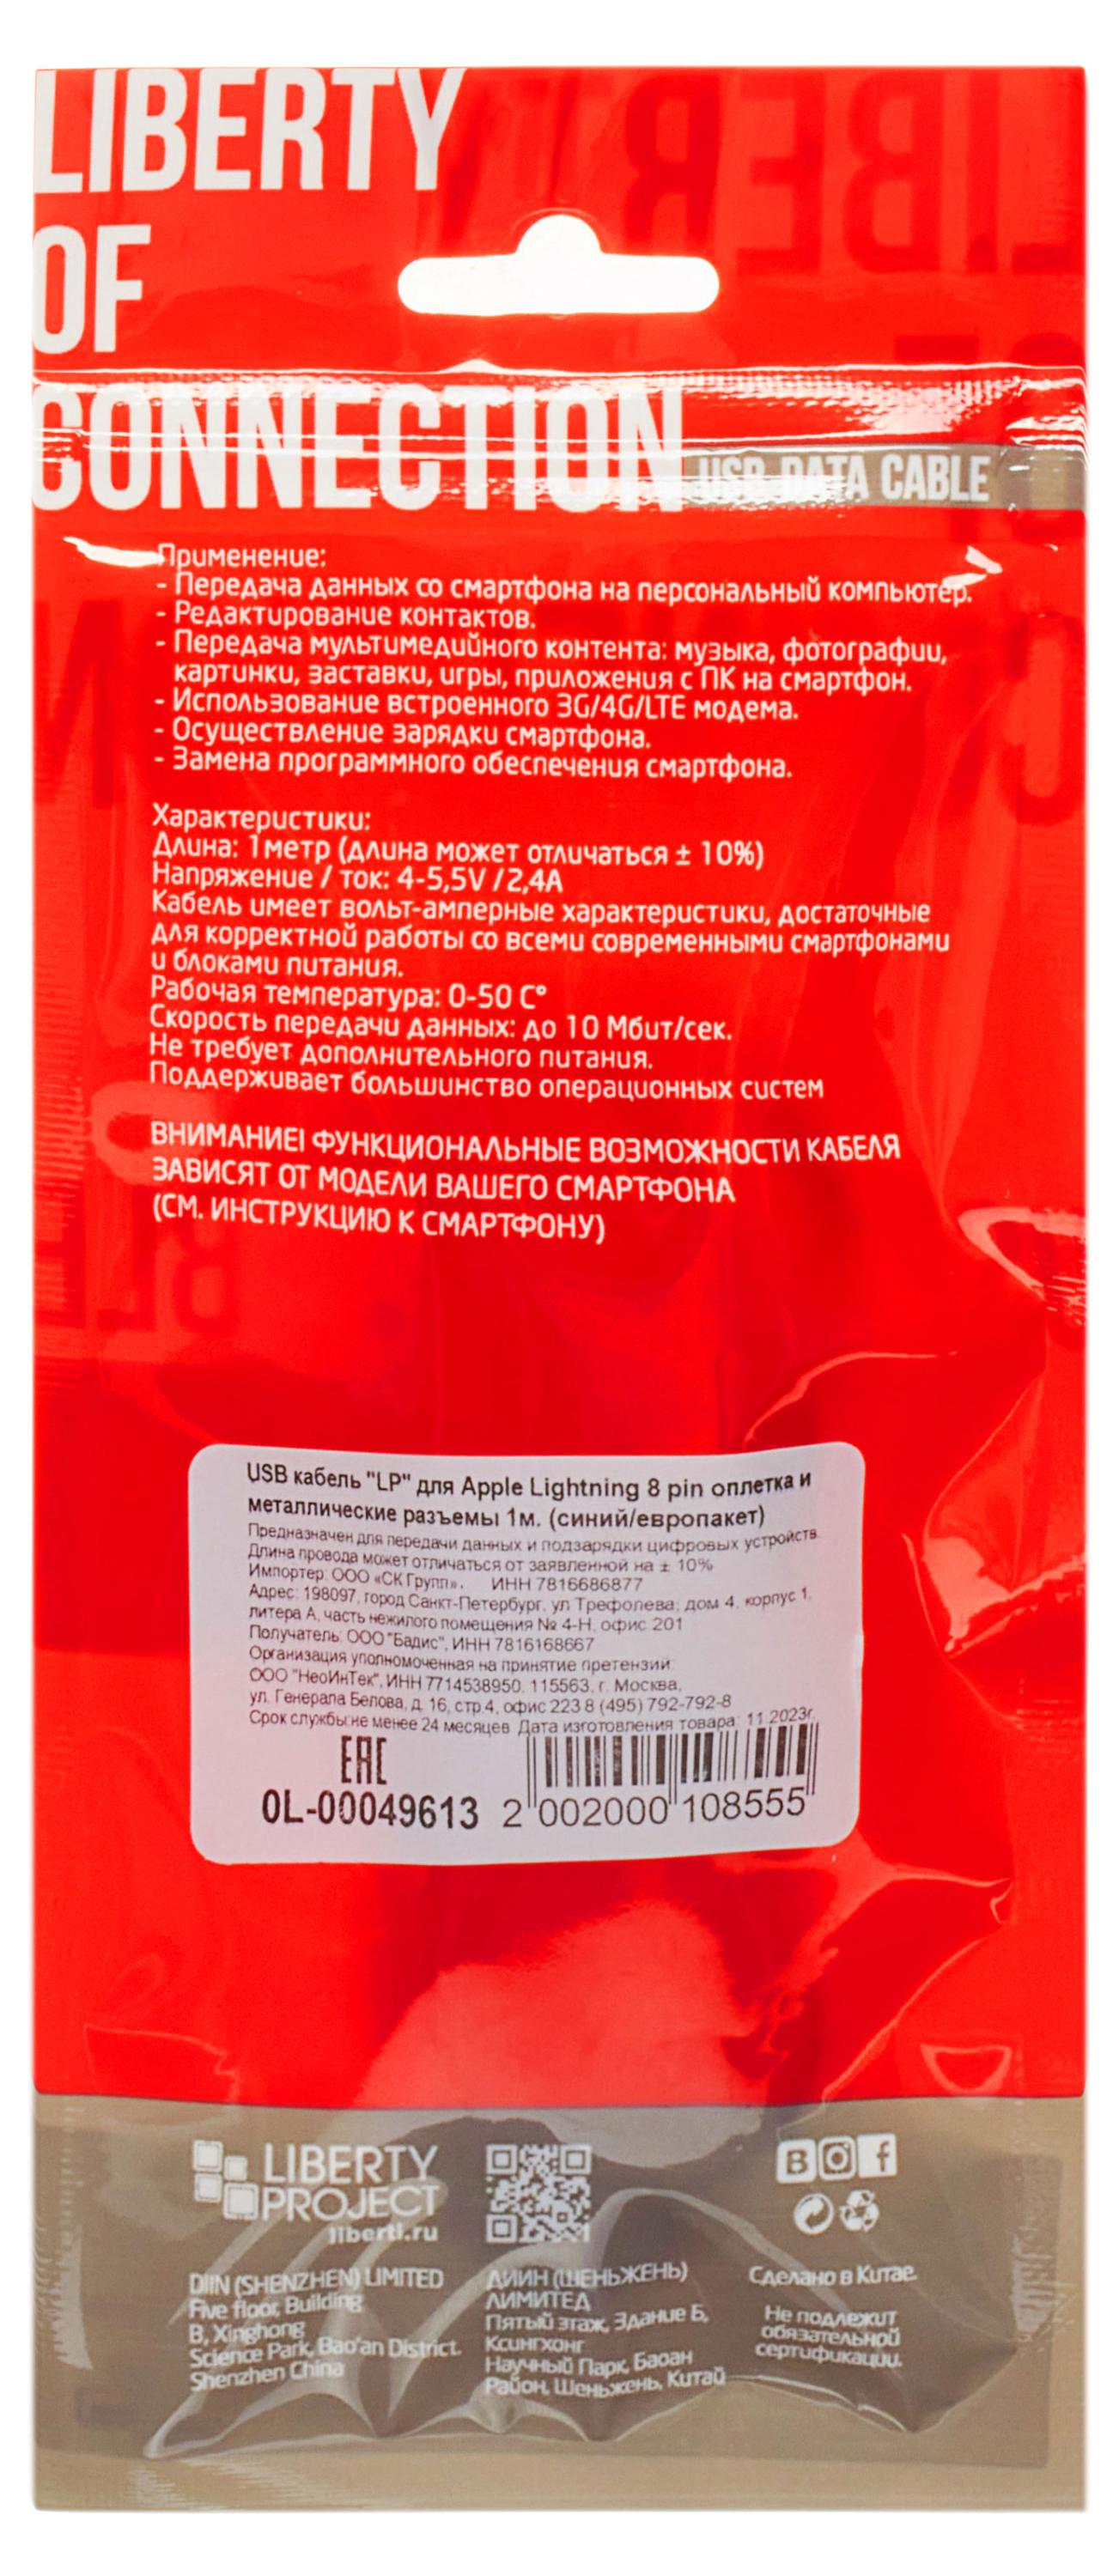 LIBERTY
OF
CONNECTION
USB DATA CABLE
Применение:
- Передача данных со смартфона на персональный компьютер.
- Редактирование контактов.
- Передача мультимедийного контента: музыка, фотографии,
картинки, заставки, игры, приложения с ПК на смартфон.
- Использование встроенного 3G/4G/LTE модема.
- Осуществление зарядки смартфона.
- Замена программного обеспечения смартфона.
Характеристики:
Длина: 1метр (длина может отличаться ± 10%)
Напряжение / ток: 4-5,5V /2,4A
Кабель имеет вольт-амперные характеристики, достаточные
для корректной работы со всеми современными смартфонами
и блоками питания.
Рабочая температура: 0-50 C°
Скорость передачи данных: до 10 Мбит/сек.
Не требует дополнительного питания.
Поддерживает большинство операционных систем
ВНИМАНИЕ! ФУНКЦИОНАЛЬНЫЕ ВОЗМОЖНОСТИ КАБЕЛЯ
ЗАВИСЯТ ОТ МОДЕЛИ ВАШЕГО СМАРТФОНА
(СМ. ИНСТРУКЦИЮ К СМАРТФОНУ)
USB кабель "LP" для Apple Lightning 8 pin оплетка и
металлические разъемы 1м. (синий/европакет)
Предназначен для передачи данных и подзарядки цифровых устройств.
Длина провода может отличаться от заявленной на ± 10%
Импортер: ООО «СК Групп». ИНН 7816686877
Адрес: 198097, город Санкт-Петербург, ул Трефолева, дом 4, корпус 1,
литера А, часть нежилого помещения № 4-Н, офис 201
Получатель: ООО "Бадис", ИНН 7816168667
Организация уполномоченная на принятие претензий:
ООО "НеоИнТек", ИНН 7714538950, 115563, г. Москва,
ул. Генерала Белова, д. 16, стр.4, офис 223 8 (495) 792-792-8
Срок службы:не менее 24 месяцев Дата изготовления товара: 11.2023г.
EAC
0L-00049613
2 002000 108555
LIBERTY
PROJECT
liberti.ru
DIIN (SHENZHEN) LIMITED
Five floor, Building
B, Xinghong
Science Park, Bao'an District.
Shenzhen China
ДИИН (ШЕНЬЖЕНЬ)
ЛИМИТЕД
Пятый этаж, Здание Б,
Ксингхонг
Научный Парк, Баоан
Район, Шеньжень, Китай
Сделано в Китае.
Не подлежит
обязательной
сертификации.